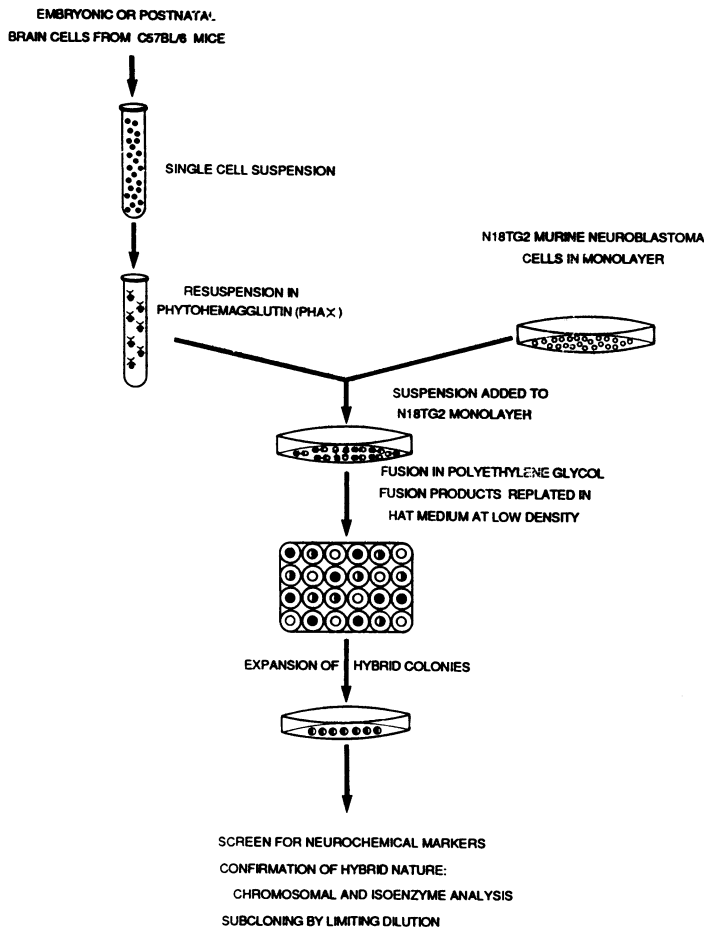 EMBRYONIC OR POSTNATAL
BRAIN CELLS FROM C57BL/6 MICE
SINGLE CELL SUSPENSION
N18TG2 MURINE NEUROBLASTOMA
CELLS IN MONOLAYER
RESUSPENSION IN
PHYTOHEMAGGLUTIN (PHA X)
SUSPENSION ADDED TO
N18TG2 MONOLAYER
FUSION IN POLYETHYLENE GLYCOL
FUSION PRODUCTS REPLATED IN
HAT MEDIUM AT LOW DENSITY
EXPANSION OF HYBRID COLONIES
SCREEN FOR NEUROCHEMICAL MARKERS
CONFIRMATION OF HYBRID NATURE:
CHROMOSOMAL AND ISOENZYME ANALYSIS
SUBCLONING BY LIMITING DILUTION